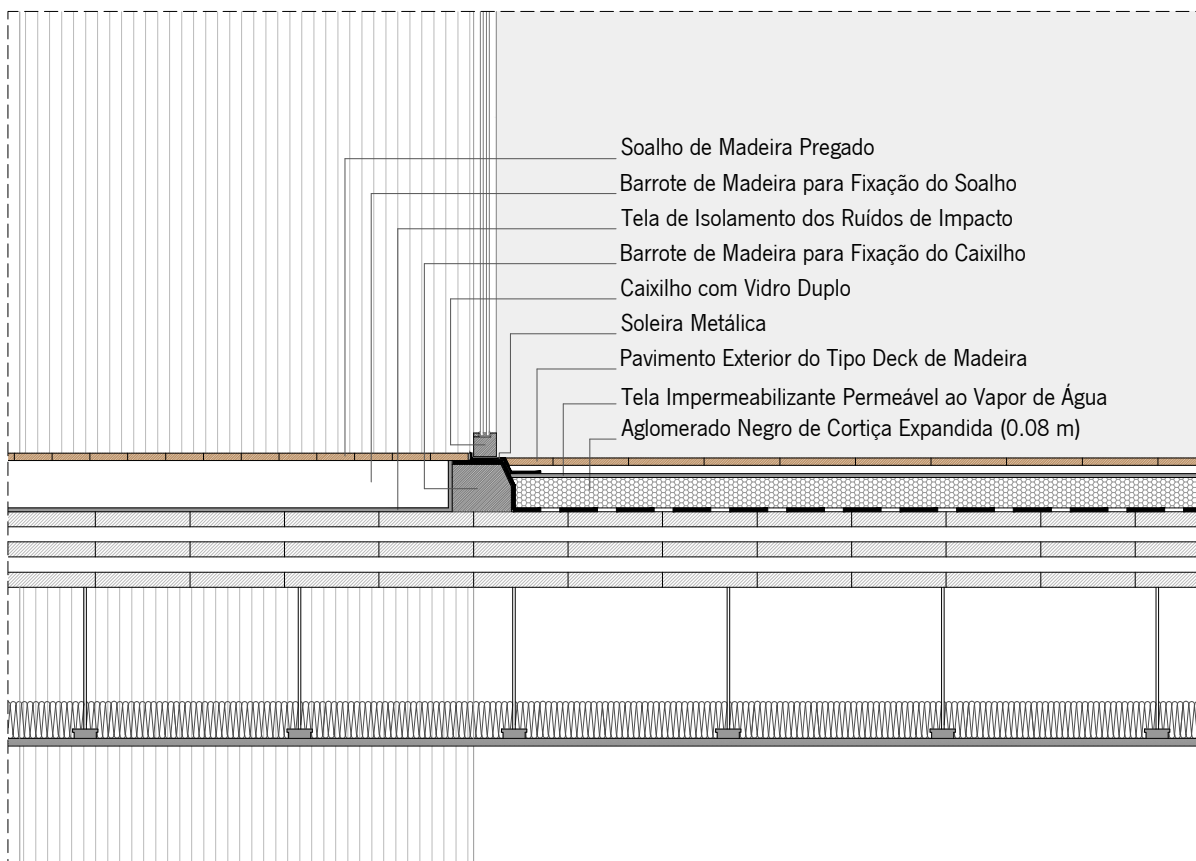 Soalho de Madeira Pregado
Barrote de Madeira para Fixação do Soalho
Tela de Isolamento dos Ruídos de Impacto
Barrote de Madeira para Fixação do Caixilho
Caixilho com Vidro Duplo
Soleira Metálica
Pavimento Exterior do Tipo Deck de Madeira
Tela Impermeabilizante Permeável ao Vapor de Água
Aglomerado Negro de Cortiça Expandida (0.08 m)